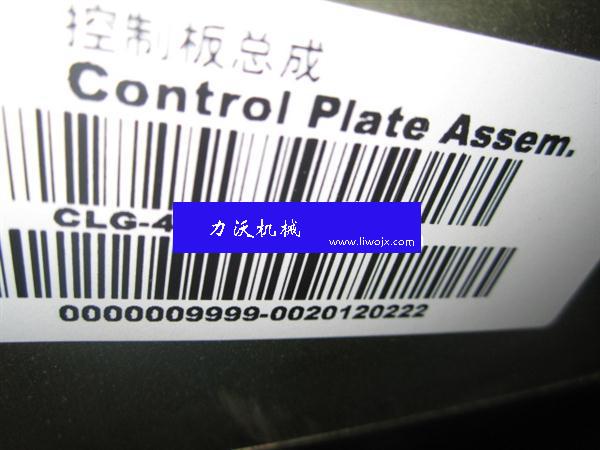 控制板总成
Control Plate Assem.
CLG-4
力沃机械
www.liwojx.com
0000009999-0020120222